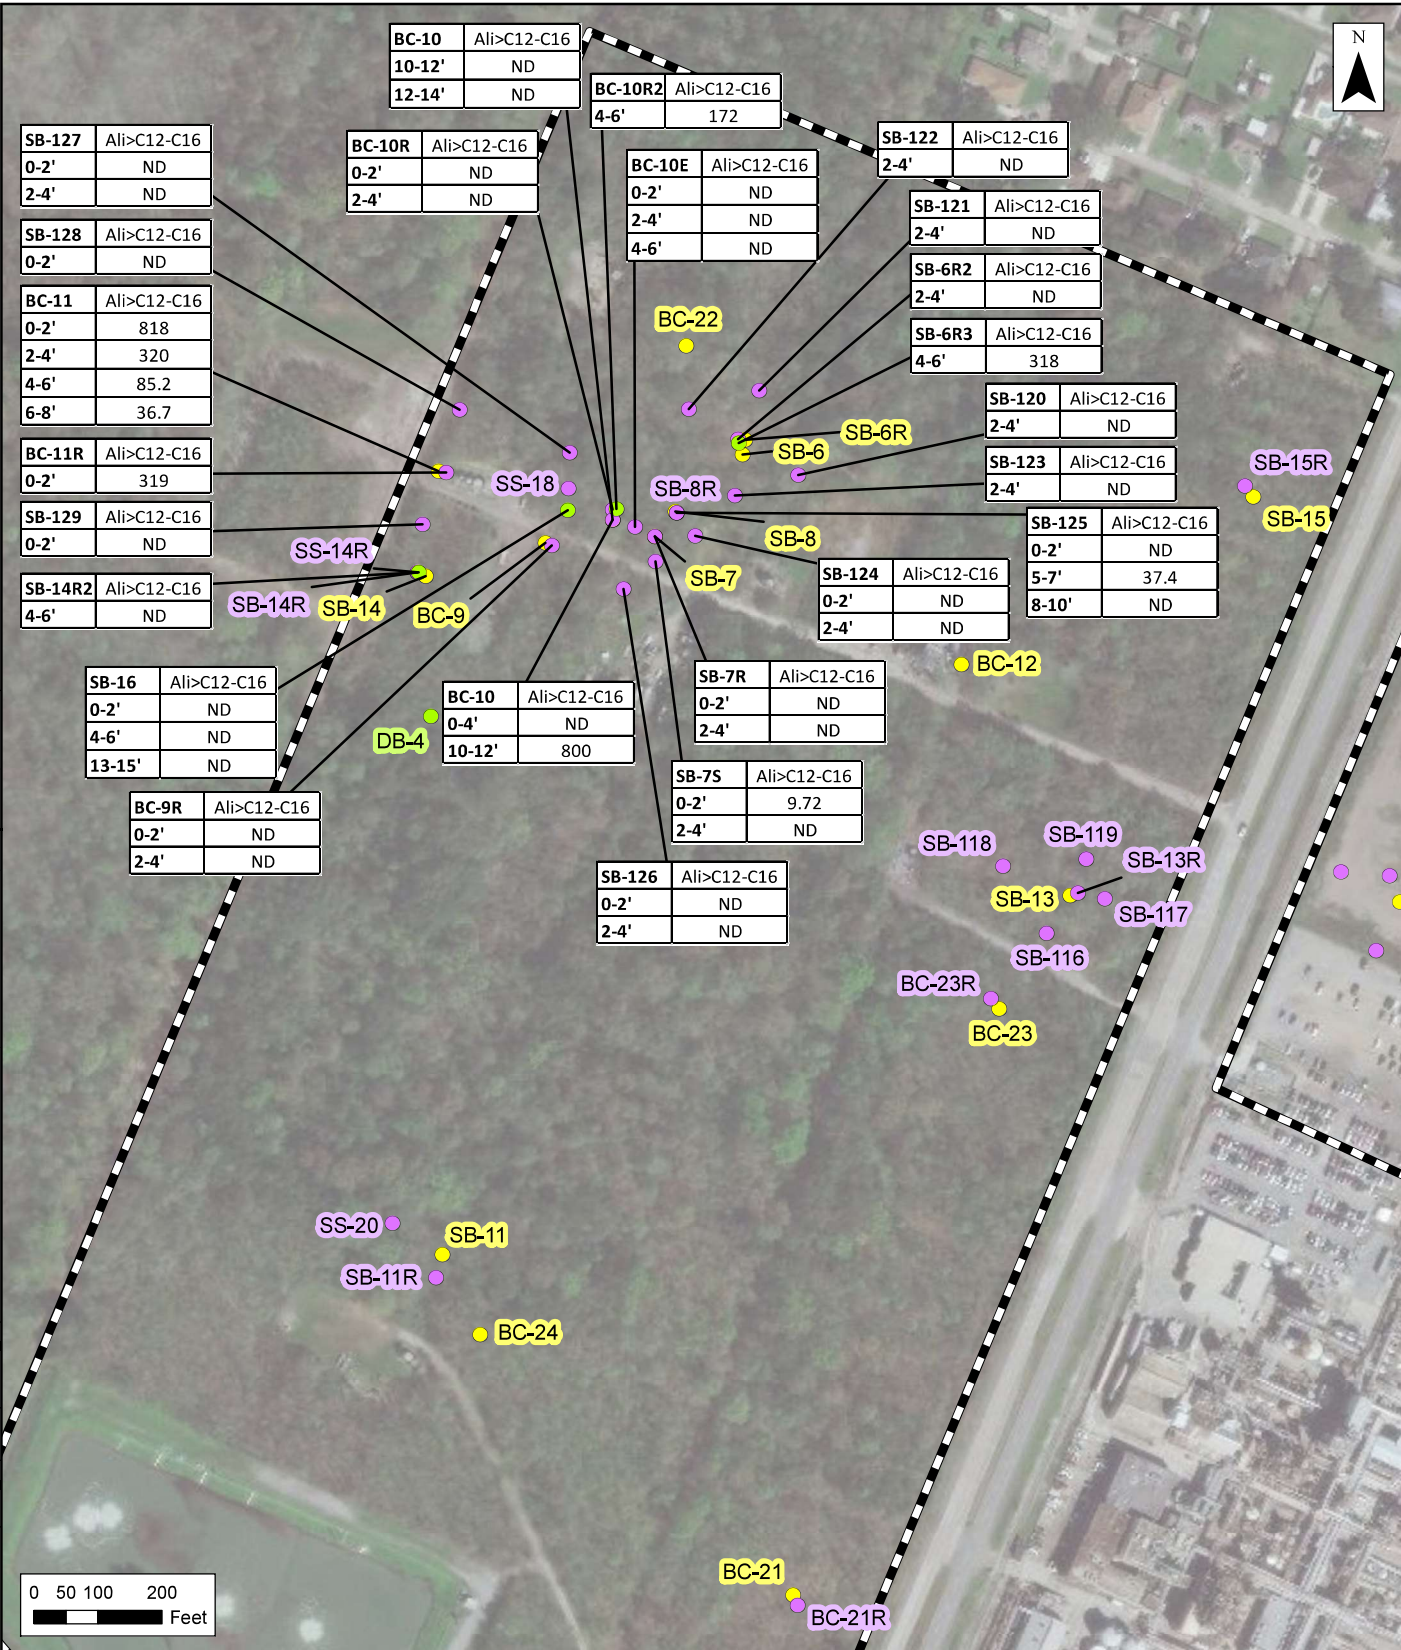 N
BC-10 Ali>C12-C16
10-12' ND
12-14' ND
BC-10R2 Ali>C12-C16
4-6' 172
SB-127 Ali>C12-C16
0-2' ND
2-4' ND
BC-10R Ali>C12-C16
0-2' ND
2-4' ND
BC-10E Ali>C12-C16
0-2' ND
2-4' ND
4-6' ND
SB-122 Ali>C12-C16
2-4' ND
SB-121 Ali>C12-C16
2-4' ND
SB-128 Ali>C12-C16
0-2' ND
SB-6R2 Ali>C12-C16
2-4' ND
BC-11 Ali>C12-C16
0-2' 818
2-4' 320
4-6' 85.2
6-8' 36.7
BC-22
SB-6R3 Ali>C12-C16
4-6' 318
SB-120 Ali>C12-C16
2-4' ND
SB-6R
SB-6
BC-11R Ali>C12-C16
0-2' 319
SB-123 Ali>C12-C16
2-4' ND
SB-15R
SB-15
SS-18
SB-8R
SB-8
SB-129 Ali>C12-C16
0-2' ND
SB-125 Ali>C12-C16
0-2' ND
5-7' 37.4
8-10' ND
SS-14R
SB-14R2 Ali>C12-C16
4-6' ND
SB-14R
SB-14
BC-9
SB-7
SB-124 Ali>C12-C16
0-2' ND
2-4' ND
BC-12
SB-16 Ali>C12-C16
0-2' ND
4-6' ND
13-15' ND
DB-4
BC-10 Ali>C12-C16
0-4' ND
10-12' 800
SB-7R Ali>C12-C16
0-2' ND
2-4' ND
SB-7S Ali>C12-C16
0-2' 9.72
2-4' ND
BC-9R Ali>C12-C16
0-2' ND
2-4' ND
SB-126 Ali>C12-C16
0-2' ND
2-4' ND
SB-118
SB-119
SB-13R
SB-13
SB-117
SB-116
BC-23R
BC-23
SS-20
SB-11
SB-11R
BC-24
BC-21
BC-21R
0 50 100 200
Feet